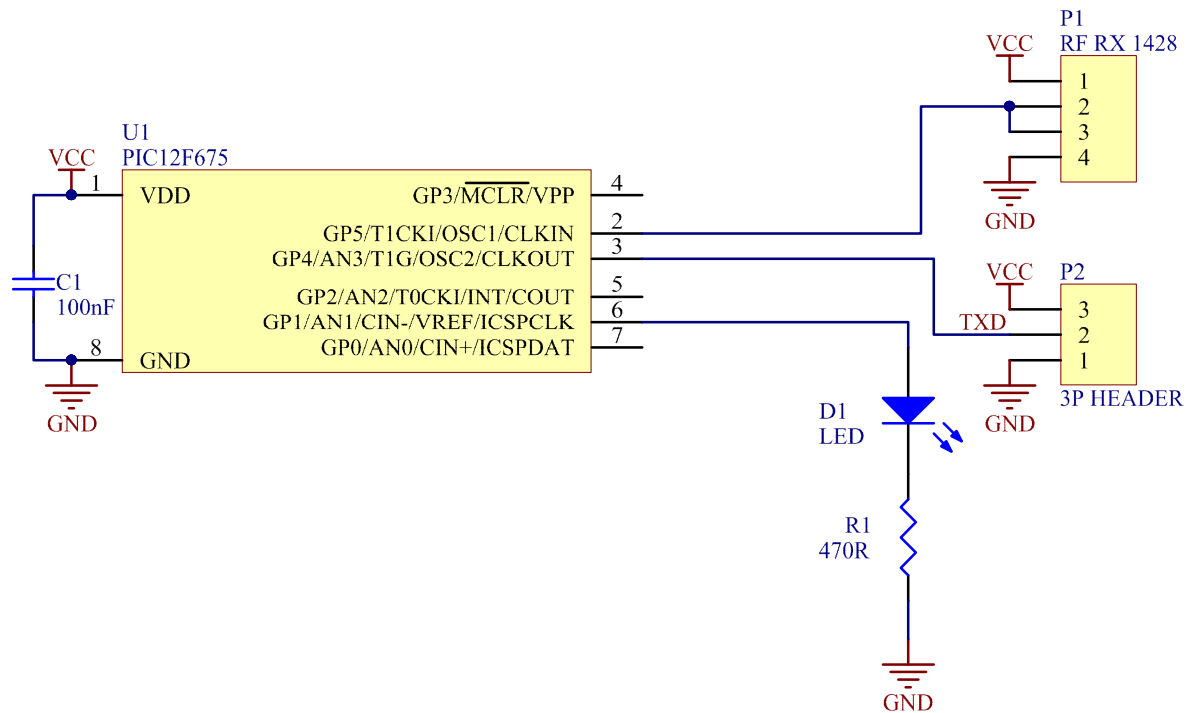 P1
RF RX 1428
VCC
1
2
3
4
GND
U1
PIC12F675
VCC
1
VDD
GP3/MCLR/VPP
4
GP5/T1CKI/OSC1/CLKIN
2
GP4/AN3/T1G/OSC2/CLKOUT
3
GP2/AN2/T0CKI/INT/COUT
5
GP1/AN1/CIN-/VREF/ICSPCLK
6
GP0/AN0/CIN+/ICSPDAT
7
C1
100nF
8
GND
GND
VCC
P2
TXD
3
2
1
GND
3P HEADER
D1
LED
R1
470R
GND